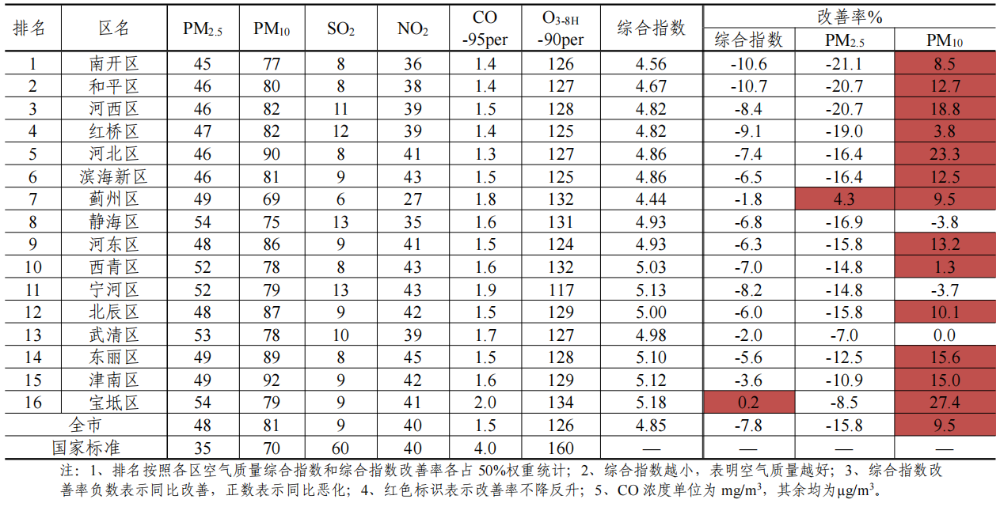 排名 区名 PM2.5 PM10 SO2 NO2 CO-95per O3-8H-90per 综合指数 改善率%
综合指数 PM2.5 PM10
1 南开区 45 77 8 36 1.4 126 4.56 -10.6 -21.1 8.5
2 和平区 46 80 8 38 1.4 127 4.67 -10.7 -20.7 12.7
3 河西区 46 82 11 39 1.5 128 4.82 -8.4 -20.7 18.8
4 红桥区 47 82 12 39 1.4 125 4.82 -9.1 -19.0 3.8
5 河北区 46 90 8 41 1.3 127 4.86 -7.4 -16.4 23.3
6 滨海新区 46 81 9 43 1.5 125 4.86 -6.5 -16.4 12.5
7 蓟州区 49 69 6 27 1.8 132 4.44 -1.8 4.3 9.5
8 静海区 54 75 13 35 1.6 131 4.93 -6.8 -16.9 -3.8
9 河东区 48 86 9 41 1.5 124 4.93 -6.3 -15.8 13.2
10 西青区 52 78 8 43 1.6 132 5.03 -7.0 -14.8 1.3
11 宁河区 52 79 13 43 1.9 117 5.13 -8.2 -14.8 -3.7
12 北辰区 48 87 9 42 1.5 129 5.00 -6.0 -15.8 10.1
13 武清区 53 78 10 39 1.7 127 4.98 -2.0 -7.0 0.0
14 东丽区 49 89 8 45 1.5 128 5.10 -5.6 -12.5 15.6
15 津南区 49 92 9 42 1.6 129 5.12 -3.6 -10.9 15.0
16 宝坻区 54 79 9 41 2.0 134 5.18 0.2 -8.5 27.4
全市 48 81 9 40 1.5 126 4.85 -7.8 -15.8 9.5
国家标准 35 70 60 40 4.0 160 — — — —
注：1、排名按照各区空气质量综合指数和综合指数改善率各占 50%权重统计；2、综合指数越小，表明空气质量越好；3、综合指数改
善率负数表示同比改善，正数表示同比恶化；4、红色标识表示改善率不降反升；5、CO 浓度单位为 mg/m³，其余均为μg/m³。